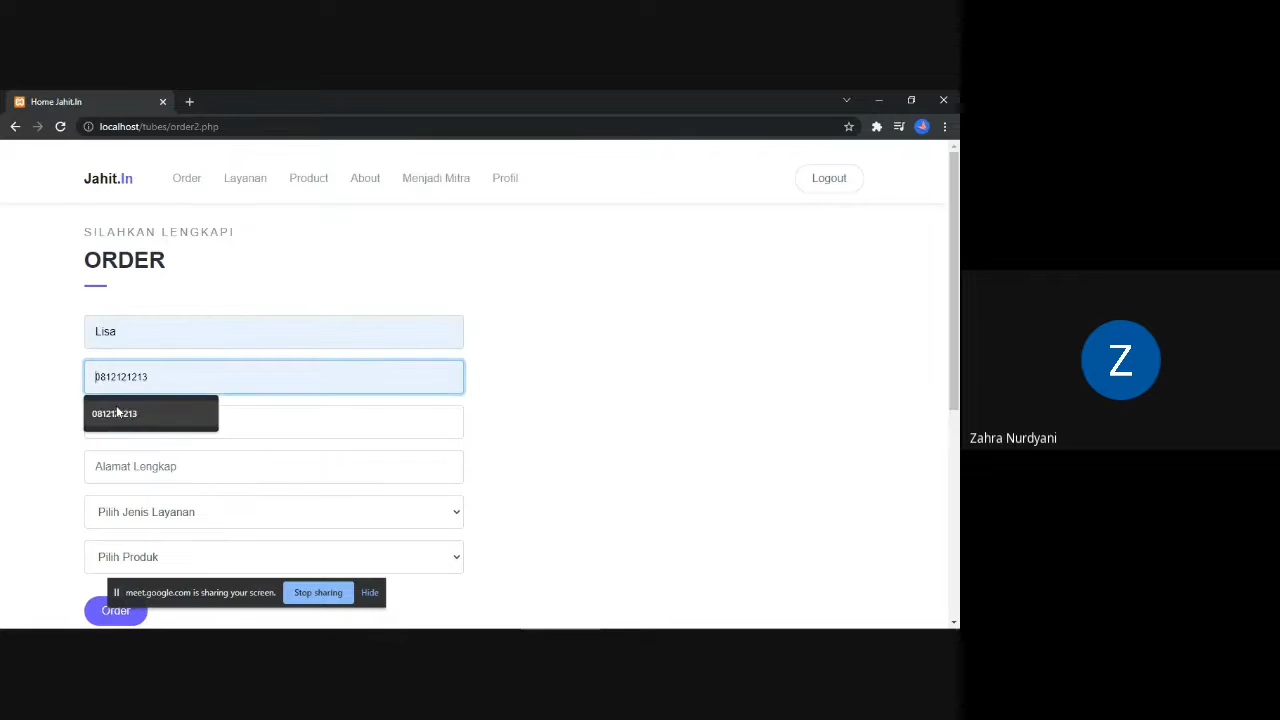 Home Jahit.In
localhost/tubes/order2.php
Jahit.In
Order
Layanan
Product
About
Menjadi Mitra
Profil
Logout
SILAHKAN LENGKAPI
ORDER
Lisa
0812121213
Alamat Lengkap
Pilih Jenis Layanan
Pilih Produk
meet.google.com is sharing your screen.
Stop sharing
Hide
Order
Z
Zahra Nurdyani